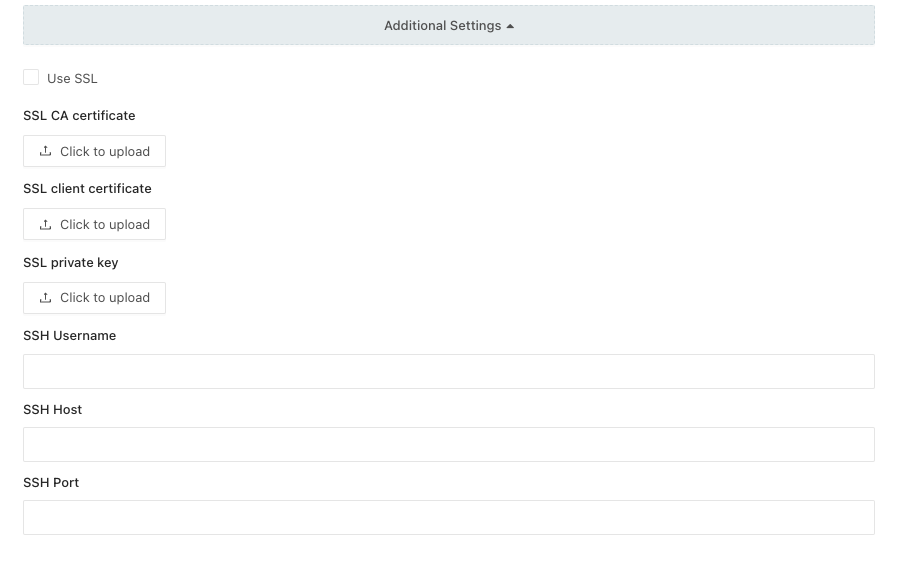 Additional Settings
Use SSL
SSL CA certificate
Click to upload
SSL client certificate
Click to upload
SSL private key
Click to upload
SSH Username
SSH Host
SSH Port